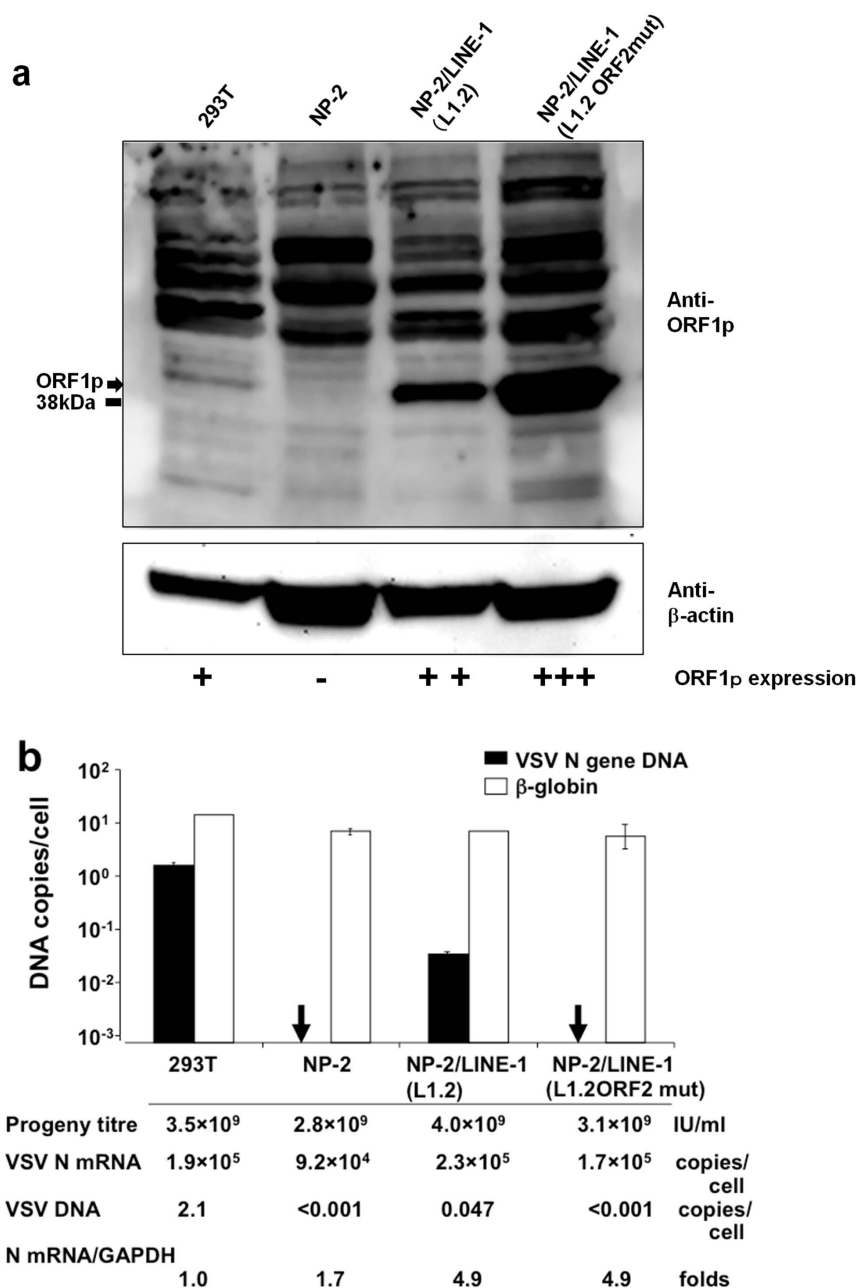 a
293T
NP-2
NP-2/LINE-1
(L1.2)
NP-2/LINE-1
(L1.2 ORF2mut)
Anti-
ORF1p
ORF1p
38kDa
Anti-
β-actin
+ - + + +++ ORF1p expression
b
VSV N gene DNA
β-globin
DNA copies/cell
10²
10¹
10⁰
10⁻¹
10⁻²
10⁻³
293T NP-2 NP-2/LINE-1 NP-2/LINE-1
(L1.2) (L1.2ORF2 mut)
Progeny titre 3.5×10⁹ 2.8×10⁹ 4.0×10⁹ 3.1×10⁹ IU/ml
VSV N mRNA 1.9×10⁵ 9.2×10⁴ 2.3×10⁵ 1.7×10⁵ copies/
cell
VSV DNA 2.1 <0.001 0.047 <0.001 copies/
cell
N mRNA/GAPDH
1.0 1.7 4.9 4.9 folds